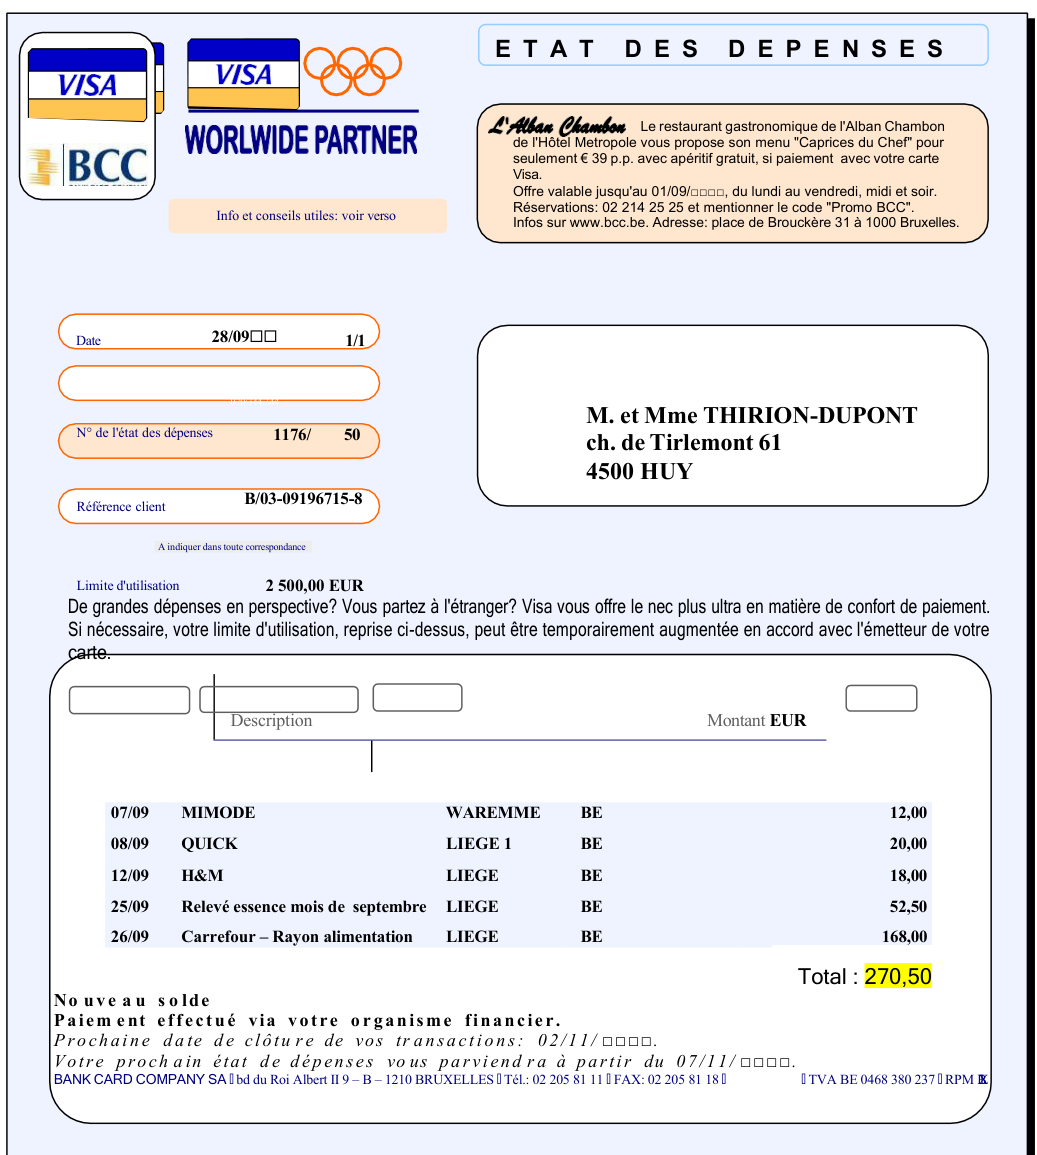 VISA
BCC
VISA
WORLWIDE PARTNER
Info et conseils utiles: voir verso
ETAT DES DEPENSES
L'Alban Chambon Le restaurant gastronomique de l'Alban Chambon
de l'Hôtel Metropole vous propose son menu "Caprices du Chef" pour
seulement € 39 p.p. avec apéritif gratuit, si paiement avec votre carte
Visa.
Offre valable jusqu'au 01/09/□□□□, du lundi au vendredi, midi et soir.
Réservations: 02 214 25 25 et mentionner le code "Promo BCC".
Infos sur www.bcc.be. Adresse: place de Brouckère 31 à 1000 Bruxelles.
Date 28/09□□ 1/1
N° de l'état des dépenses 1176/ 50
Référence client B/03-09196715-8
A indiquer dans toute correspondance
Limite d'utilisation 2 500,00 EUR
M. et Mme THIRION-DUPONT
ch. de Tirlemont 61
4500 HUY
De grandes dépenses en perspective? Vous partez à l'étranger? Visa vous offre le nec plus ultra en matière de confort de paiement.
Si nécessaire, votre limite d'utilisation, reprise ci-dessus, peut être temporairement augmentée en accord avec l'émetteur de votre
carte.
Description Montant EUR
07/09 MIMODE WAREMME BE 12,00
08/09 QUICK LIEGE 1 BE 20,00
12/09 H&M LIEGE BE 18,00
25/09 Relevé essence mois de septembre LIEGE BE 52,50
26/09 Carrefour – Rayon alimentation LIEGE BE 168,00
Total : 270,50
Nouveau solde
Paiement effectué via votre organisme financier.
Prochaine date de clôture de vos transactions: 02/11/□□□□.
Votre prochain état de dépenses vous parviendra à partir du 07/11/□□□□.
BANK CARD COMPANY SA bd du Roi Albert II 9 – B – 1210 BRUXELLES Tél.: 02 205 81 11 FAX: 02 205 81 18 TVA BE 0468 380 237 RPM